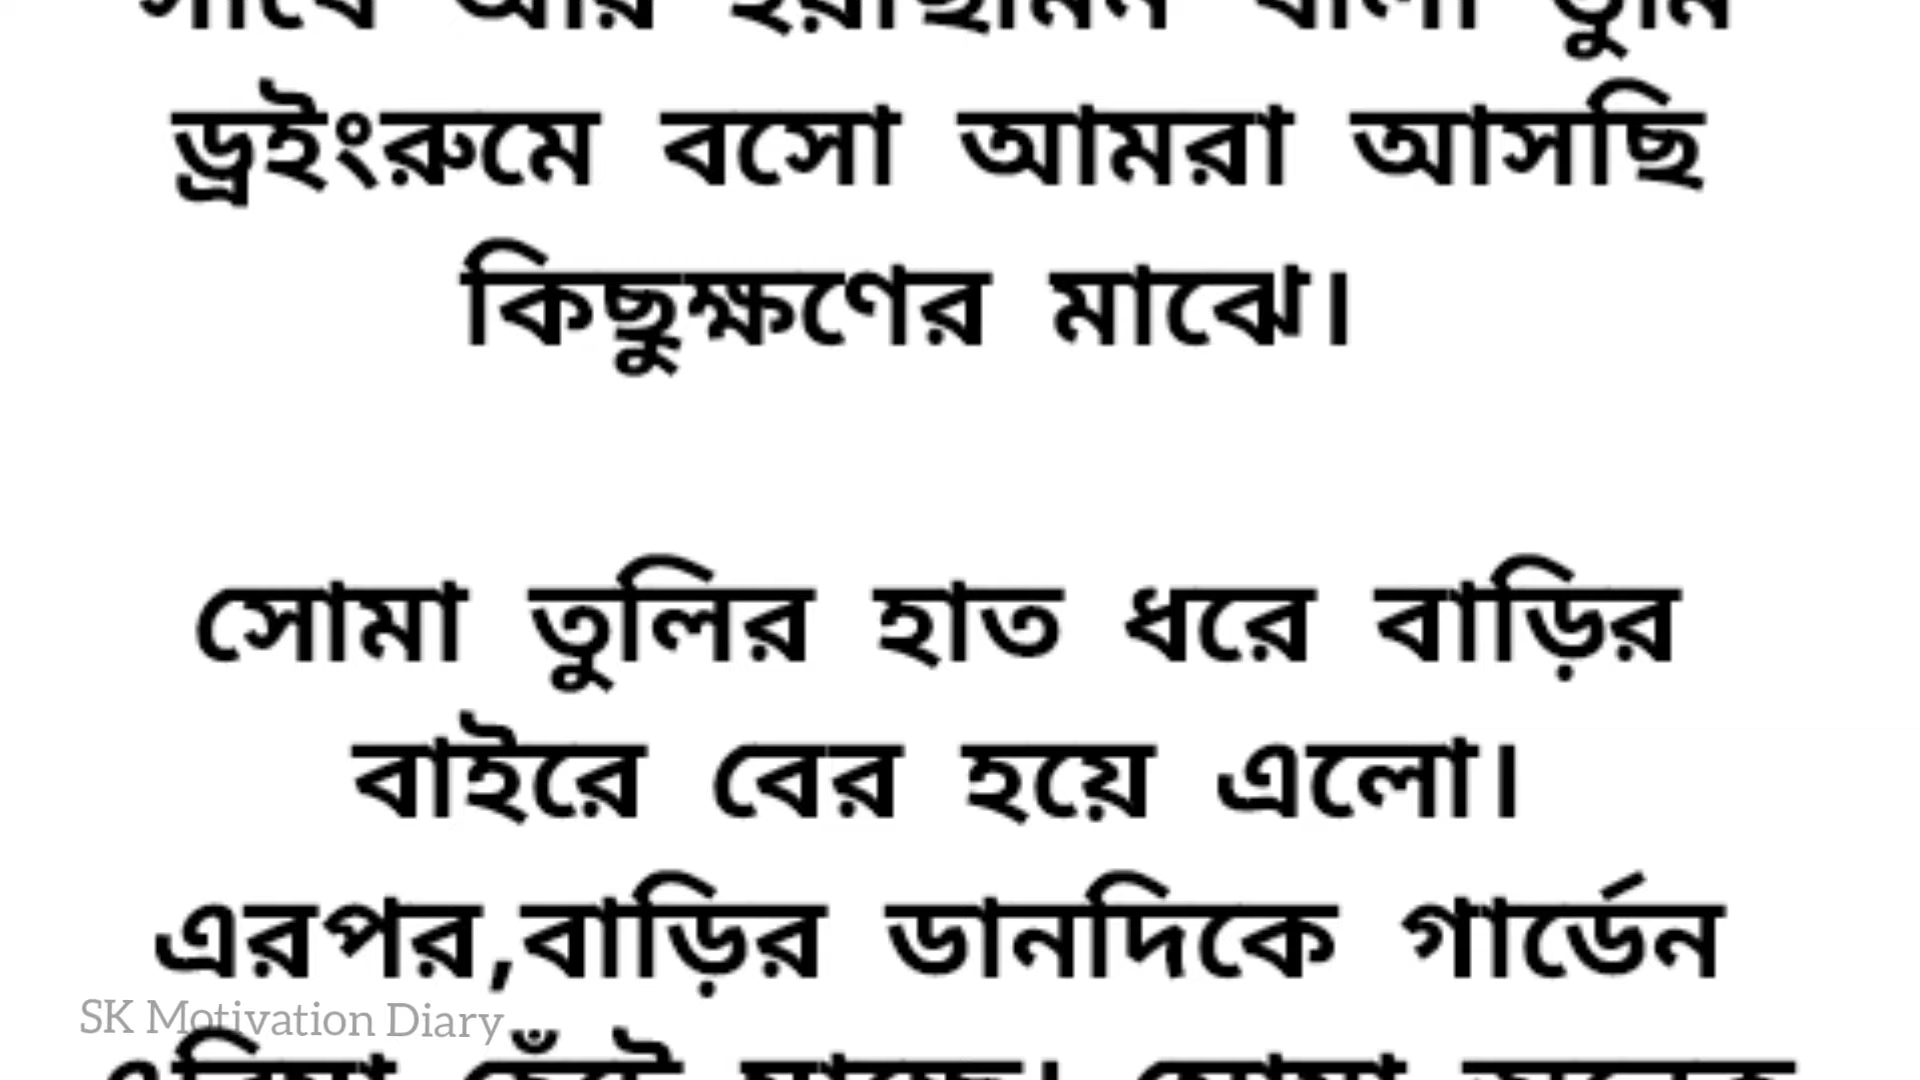 ড্রইংরুমে বসো আমরা আসছি
কিছুক্ষণের মাঝে।
সোমা তুলির হাত ধরে বাড়ির
বাইরে বের হয়ে এলো।
এরপর,বাড়ির ডানদিকে গার্ডেন
SK Motivation Diary